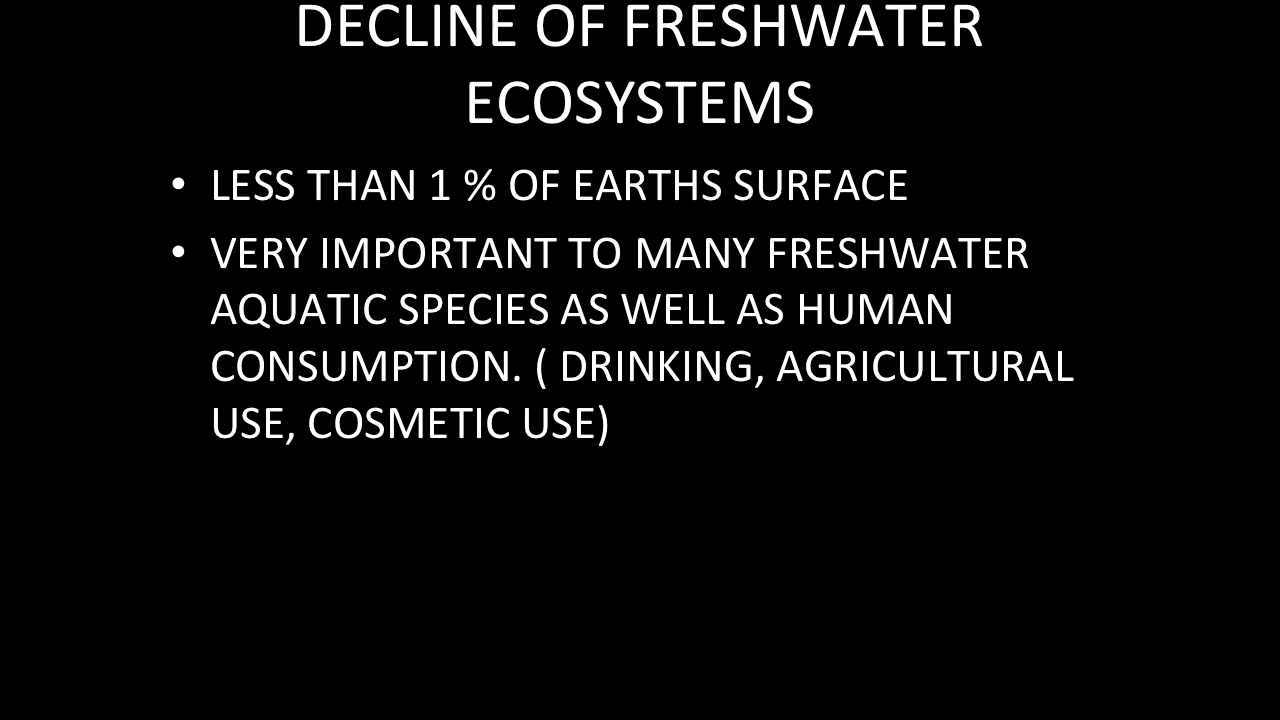 DECLINE OF FRESHWATER
ECOSYSTEMS
• LESS THAN 1 % OF EARTHS SURFACE
• VERY IMPORTANT TO MANY FRESHWATER
AQUATIC SPECIES AS WELL AS HUMAN
CONSUMPTION. ( DRINKING, AGRICULTURAL
USE, COSMETIC USE)